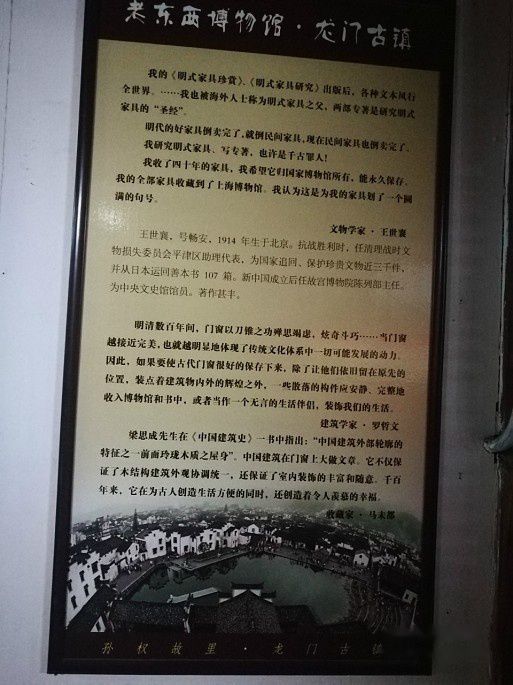 老东西博物馆·龙门古镇
我的《明式家具珍赏》、《明式家具研究》出版后，各种文本风行
全世界。……我也被海外人士称为明式家具之父，两部专著是研究明式
家具的“圣经”。
明代的好家具倒卖完了，就倒民间家具，现在民间家具也倒卖完了。
我研究明式家具、写专著，也许是千古罪人！
我收了四十年的家具，我希望它归国家博物馆所有，能永久保存。
我的全部家具收藏到了上海博物馆。我认为这是为我的家具划了一个圆
满的句号。
文物学家·王世襄
王世襄，号畅安，1914 年生于北京。抗战胜利时，任清理战时文
物损失委员会平津区助理代表，为国家追回、保护珍贵文物近三千件，
并从日本运回善本书 107 箱。新中国成立后任故宫博物院陈列部主任。
为中央文史馆馆员。著作甚丰。
明清数百年间，门窗以刀锥之功殚思竭虑，炫奇斗巧……当门窗
越接近完美，也就越明显地体现了传统文化体系中一切可能发展的动力。
因此，如果要使古代门窗很好的保存下来，除了让他们依旧留在原先的
位置，装点着建筑物内外的辉煌之外，一些散落的构件应安静、完整地
收入博物馆和书中，或者当作一个无言的生活伴侣，装饰我们的生活。
建筑学家·罗哲文
梁思成先生在《中国建筑史》一书中指出：“中国建筑外部轮廓的
特征之一前面玲珑木质之屋身”。中国建筑在门窗上大做文章。它不仅保
证了木结构建筑外观协调统一，还保证了室内装饰的丰富和随意。千百
年来，它在为古人创造生活方便的同时，还创造着令人羡慕的幸福。
收藏家·马未都
孙权故里·龙门古镇